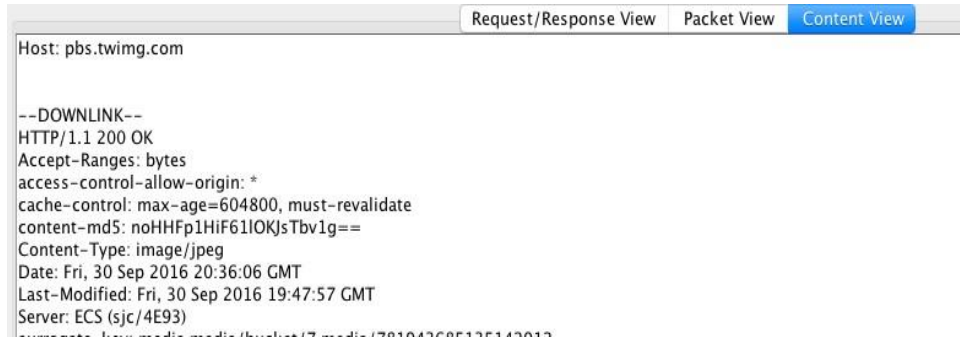 Request/Response View Packet View Content View
Host: pbs.twimg.com
--DOWNLINK--
HTTP/1.1 200 OK
Accept-Ranges: bytes
access-control-allow-origin: *
cache-control: max-age=604800, must-revalidate
content-md5: noHHFp1HiF61lOKJsTbv1g==
Content-Type: image/jpeg
Date: Fri, 30 Sep 2016 20:36:06 GMT
Last-Modified: Fri, 30 Sep 2016 19:47:57 GMT
Server: ECS (sjc/4E93)